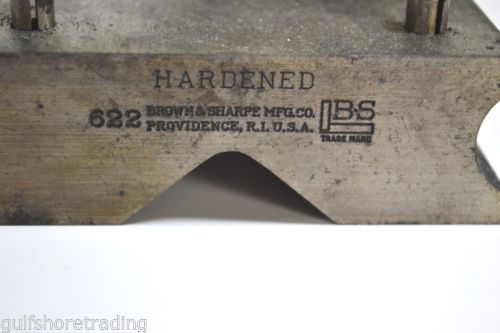 HARDENED
622 BROWN & SHARPE MFG. CO.
PROVIDENCE, R.I. U.S.A.
B·S
TRADE MARK
gulfshoretrading